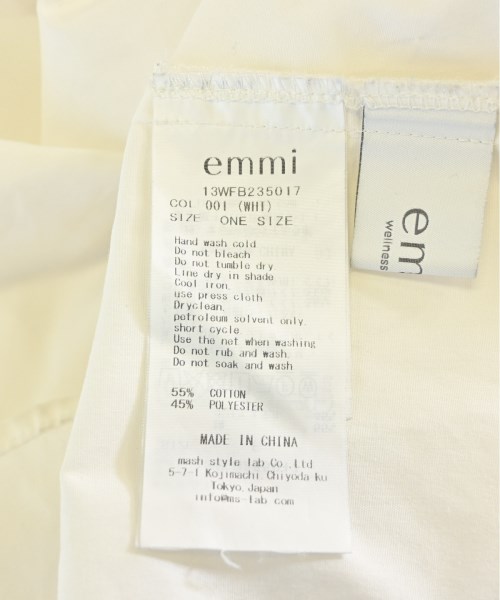 emmi
13WFB235017
COL 001 (WHI)
SIZE ONE SIZE
Hand wash cold
Do not bleach
Do not tumble dry.
Line dry in shade.
Cool iron.
use press cloth
Dryclean,
petroleum solvent only.
short cycle.
Use the not when washing
Do not rub and wash.
Do not soak and wash
55% COTTON
45% POLYESTER
MADE IN CHINA
mash style lab Co.,Ltd
5-7-1 Kojimachi,Chiyoda-ku
Tokyo,Japan
info@ms-lab.com
em
wellness